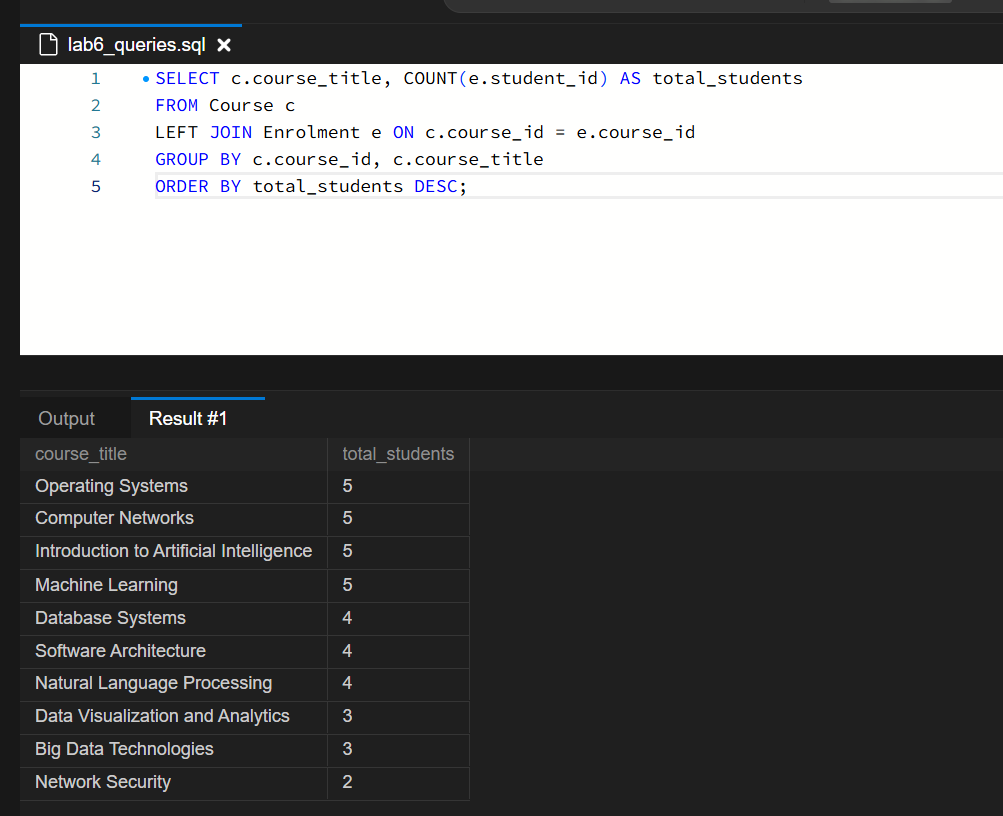 lab6_queries.sql ×
1 SELECT c.course_title, COUNT(e.student_id) AS total_students
2 FROM Course c
3 LEFT JOIN Enrolment e ON c.course_id = e.course_id
4 GROUP BY c.course_id, c.course_title
5 ORDER BY total_students DESC;
Output Result #1
course_title total_students
Operating Systems 5
Computer Networks 5
Introduction to Artificial Intelligence 5
Machine Learning 5
Database Systems 4
Software Architecture 4
Natural Language Processing 4
Data Visualization and Analytics 3
Big Data Technologies 3
Network Security 2